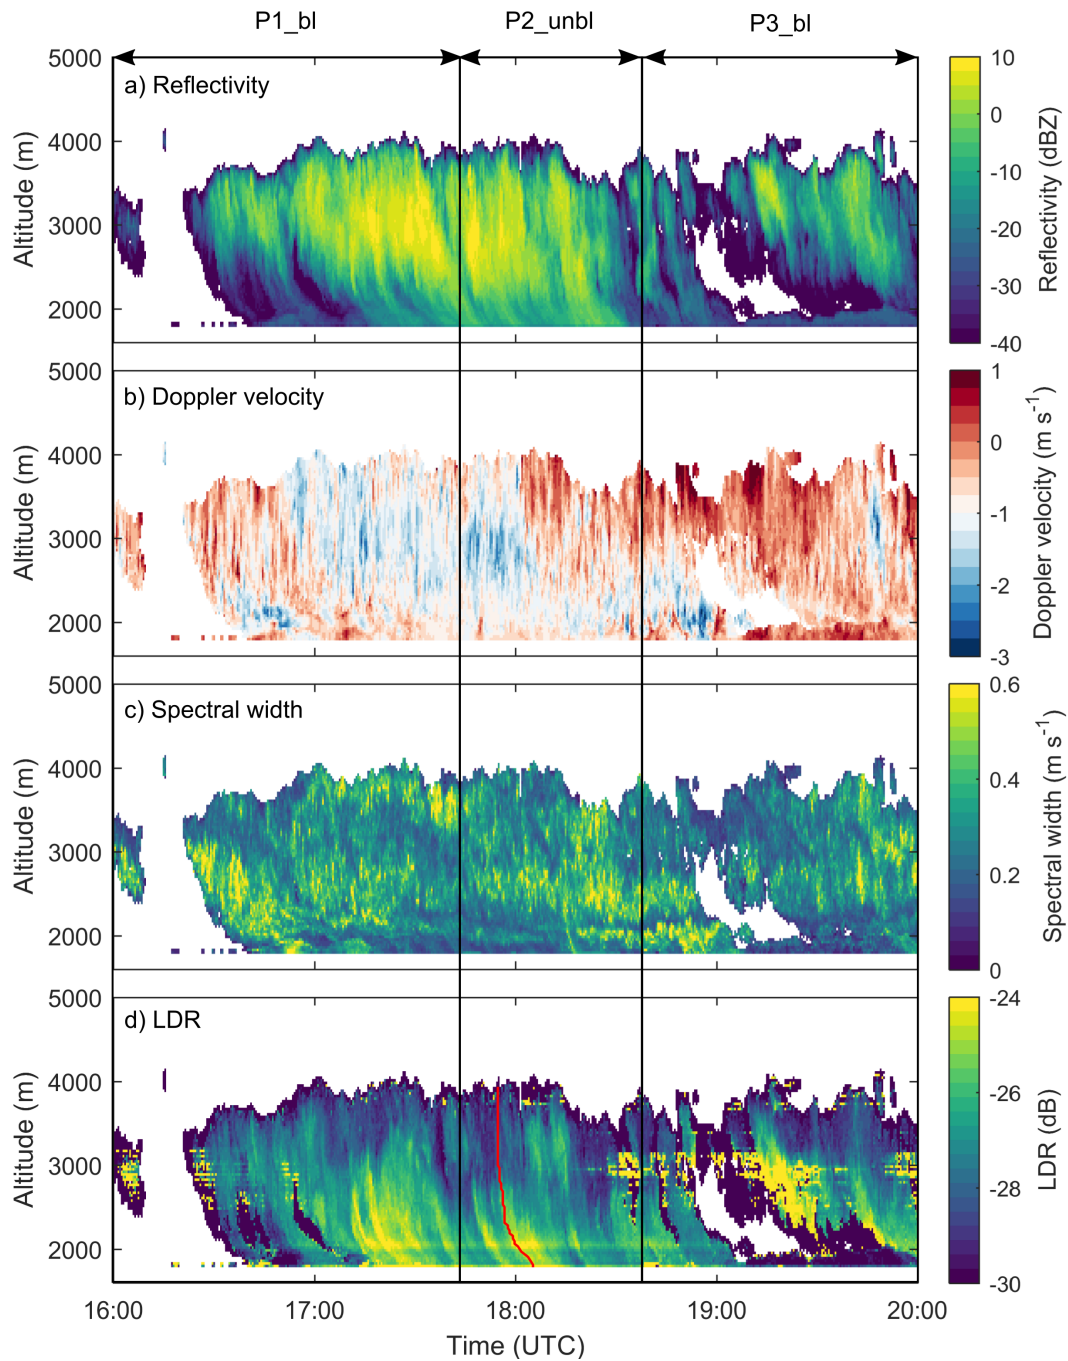 P1_bl P2_unbl P3_bl
a) Reflectivity
5000
4000
3000
2000
Altitude (m)
10
0
-10
-20
-30
-40
Reflectivity (dBZ)
b) Doppler velocity
5000
4000
3000
2000
Altitude (m)
1
0
-1
-2
-3
Doppler velocity (m s⁻¹)
c) Spectral width
5000
4000
3000
2000
Altitude (m)
0.6
0.4
0.2
0
Spectral width (m s⁻¹)
d) LDR
5000
4000
3000
2000
Altitude (m)
-24
-26
-28
-30
LDR (dB)
16:00 17:00 18:00 19:00 20:00
Time (UTC)